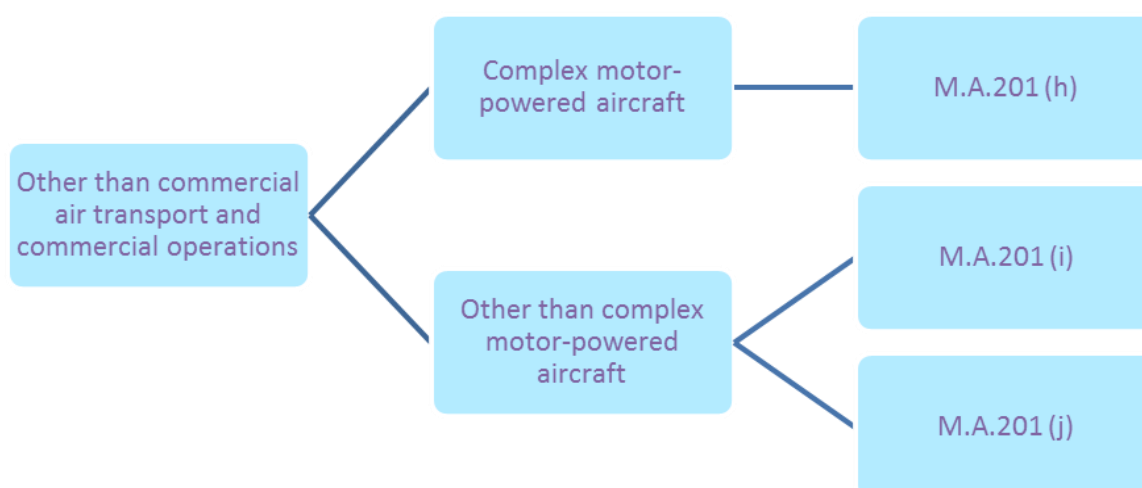 Complex motor-
powered aircraft
M.A.201 (h)
Other than commercial
air transport and
commercial operations
M.A.201 (i)
Other than complex
motor-powered
aircraft
M.A.201 (j)